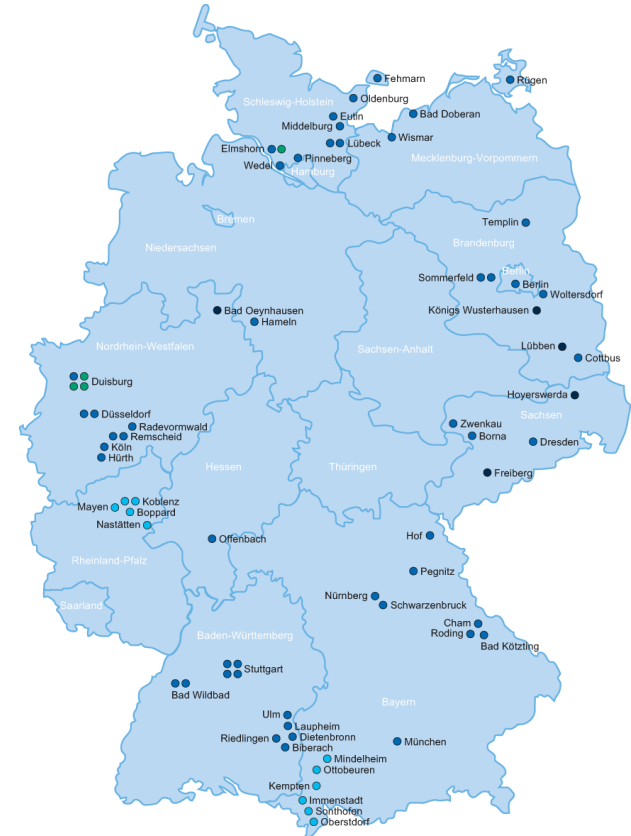 Fehmarn
Rügen
Oldenburg
Schleswig-Holstein
Eutin
Bad Doberan
Middelburg
Wismar
Elmshorn
Lübeck
Pinneberg
Mecklenburg-Vorpommern
Wedel
Hamburg
Bremen
Templin
Niedersachsen
Brandenburg
Berlin
Sommerfeld
Berlin
Woltersdorf
Bad Oeynhausen
Königs Wusterhausen
Hameln
Nordrhein-Westfalen
Sachsen-Anhalt
Lübben
Cottbus
Duisburg
Hoyerswerda
Düsseldorf
Sachsen
Radevormwald
Zwenkau
Remscheid
Borna
Dresden
Köln
Hürth
Hessen
Thüringen
Freiberg
Koblenz
Mayen
Boppard
Nastätten
Offenbach
Hof
Rheinland-Pfalz
Pegnitz
Nürnberg
Saarland
Schwarzenbruck
Cham
Baden-Württemberg
Roding
Bad Kötzting
Stuttgart
Bad Wildbad
Bayern
Ulm
Laupheim
Riedlingen
Dietenbronn
München
Biberach
Mindelheim
Ottobeuren
Kempten
Immenstadt
Sonthofen
Oberstdorf